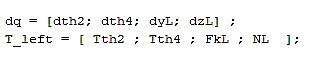 dq = [dth2; dth4; dyL; dzL] ;
T_left = [ Tth2 ; Tth4 ; FkL ; NL  ];